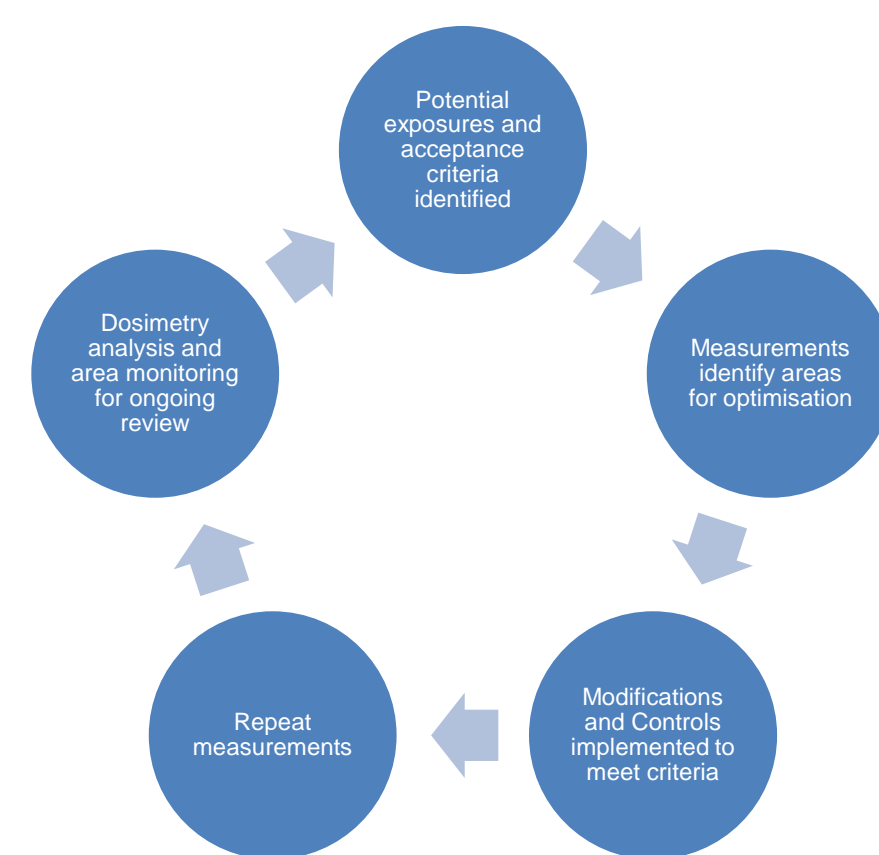 Potential
exposures and
acceptance
criteria
identified
Measurements
identify areas
for optimisation
Modifications
and Controls
implemented to
meet criteria
Repeat
measurements
Dosimetry
analysis and
area monitoring
for ongoing
review